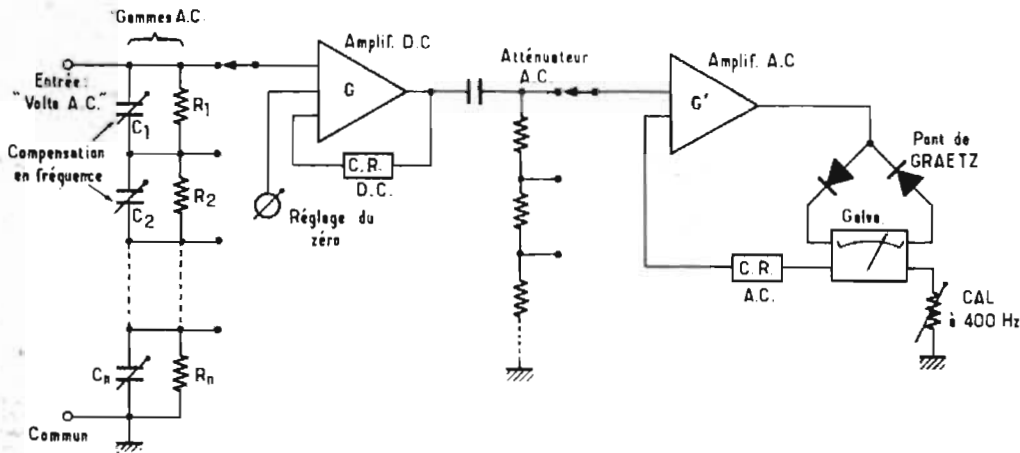 Gammes A.C.
Entrée:
"Volts A.C."
C1
R1
Compensation
en fréquence
C2
R2
Cn
Rn
Commun
Amplif. D.C
G
C.R.
D.C.
Réglage du
zéro
Atténuateur
A.C.
Amplif. A.C
G'
Pont de
GRAETZ
Galva.
C.R.
A.C.
CAL
à 400 Hz